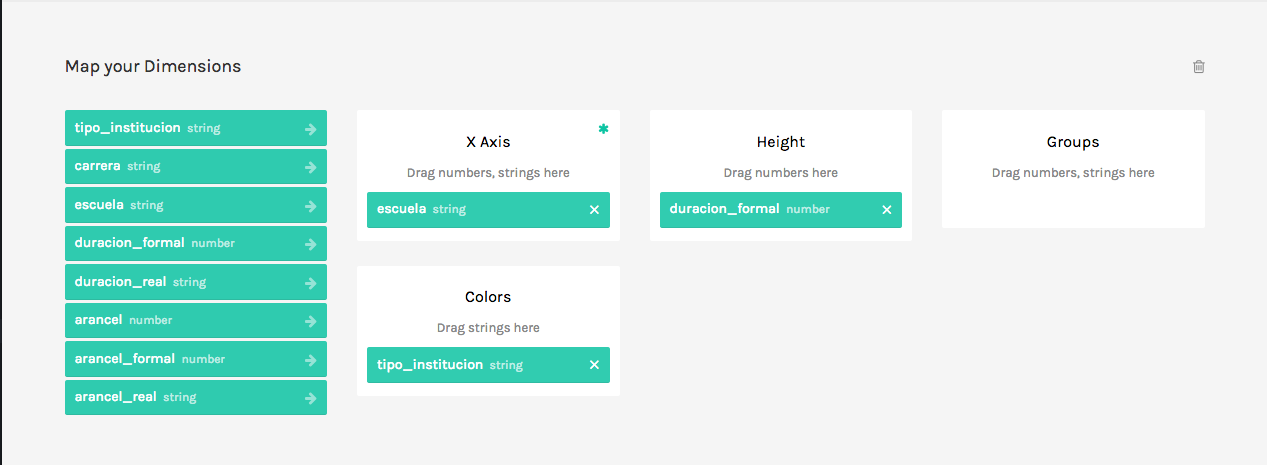 Map your Dimensions
tipo_institucion string
carrera string
escuela string
duracion_formal number
duracion_real string
arancel number
arancel_formal number
arancel_real string
X Axis
Drag numbers, strings here
escuela string
Height
Drag numbers here
duracion_formal number
Groups
Drag numbers, strings here
Colors
Drag strings here
tipo_institucion string